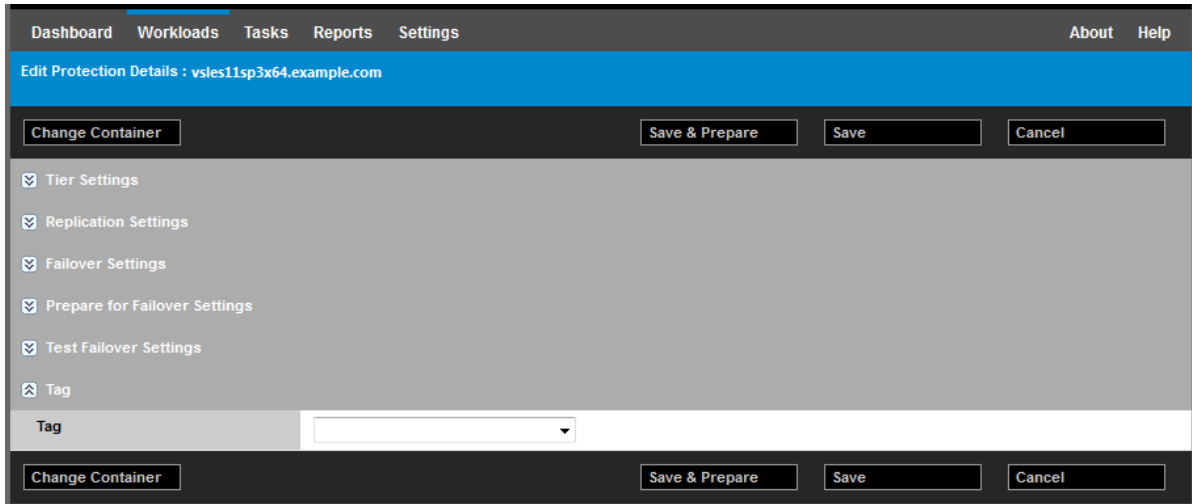 Dashboard Workloads Tasks Reports Settings About Help
Edit Protection Details : vsles11sp3x64.example.com
Change Container Save & Prepare Save Cancel
Tier Settings
Replication Settings
Failover Settings
Prepare for Failover Settings
Test Failover Settings
Tag
Tag
Change Container Save & Prepare Save Cancel